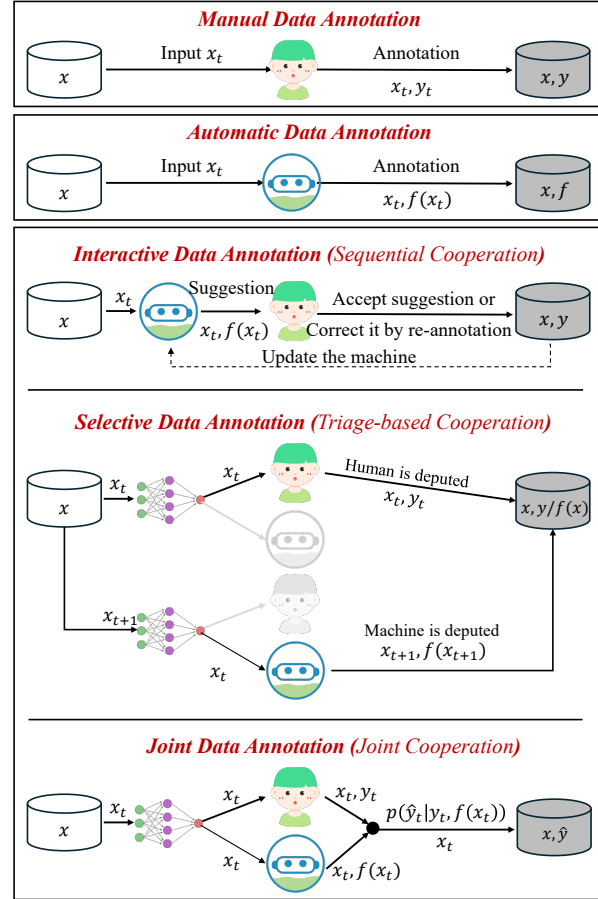 Manual Data Annotation
x
Input x_t
Annotation
x_t, y_t
x, y
Automatic Data Annotation
x
Input x_t
Annotation
x_t, f(x_t)
x, f
Interactive Data Annotation (Sequential Cooperation)
x
x_t
Suggestion
x_t, f(x_t)
Accept suggestion or
Correct it by re-annotation
x, y
Update the machine
Selective Data Annotation (Triage-based Cooperation)
x
x_t
x_t
Human is deputed
x_t, y_t
x, y/f(x)
x_{t+1}
x_t
Machine is deputed
x_{t+1}, f(x_{t+1})
Joint Data Annotation (Joint Cooperation)
x
x_t
x_t
x_t, y_t
x_t
x_t, f(x_t)
p(ŷ_t|y_t, f(x_t))
x_t
x, ŷ